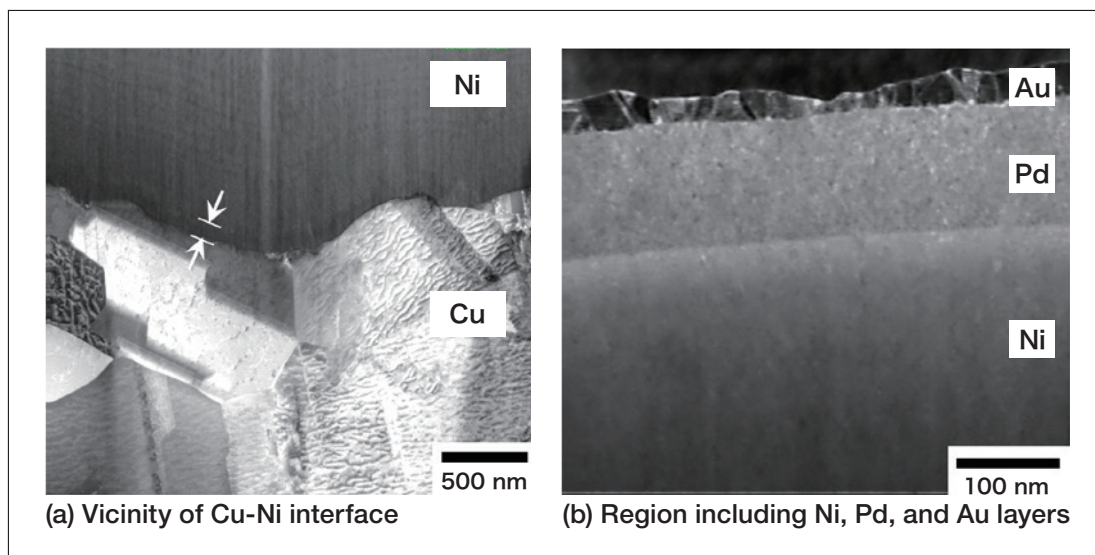 Ni
Cu
500 nm
(a) Vicinity of Cu-Ni interface
Au
Pd
Ni
100 nm
(b) Region including Ni, Pd, and Au layers